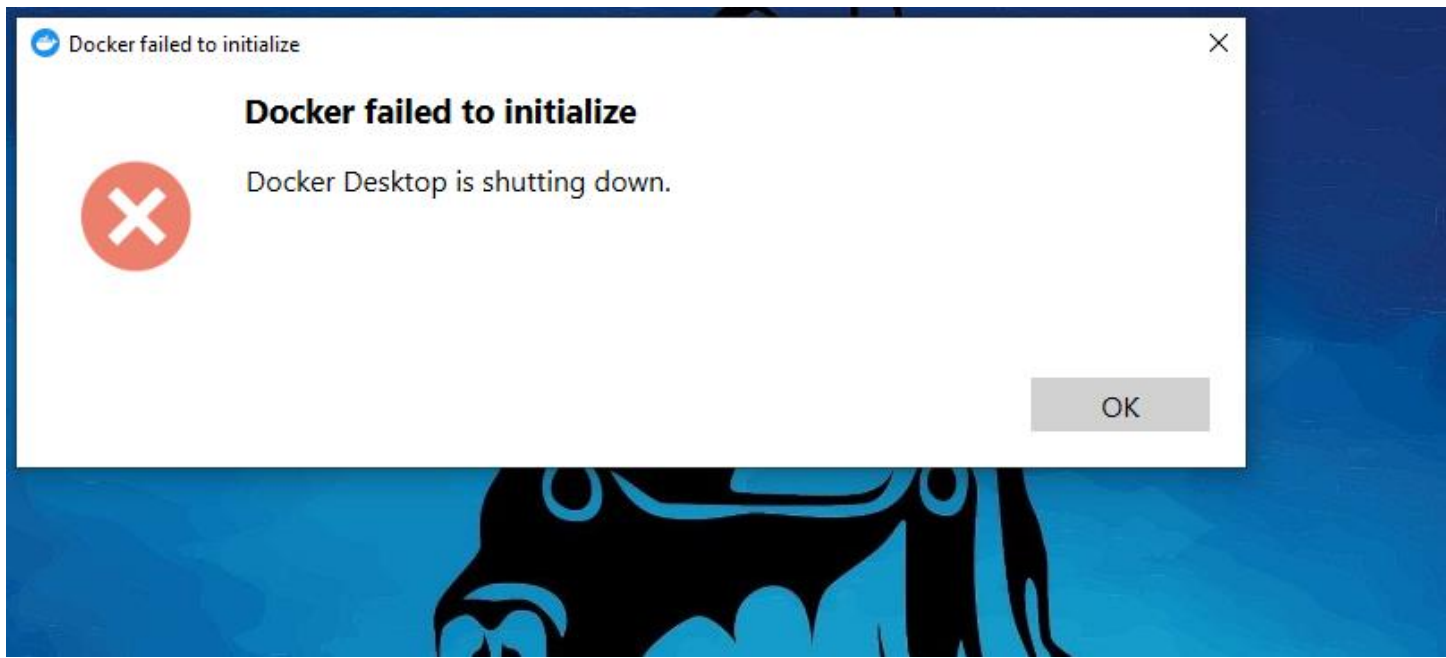 Docker failed to initialize
Docker failed to initialize
Docker Desktop is shutting down.
OK